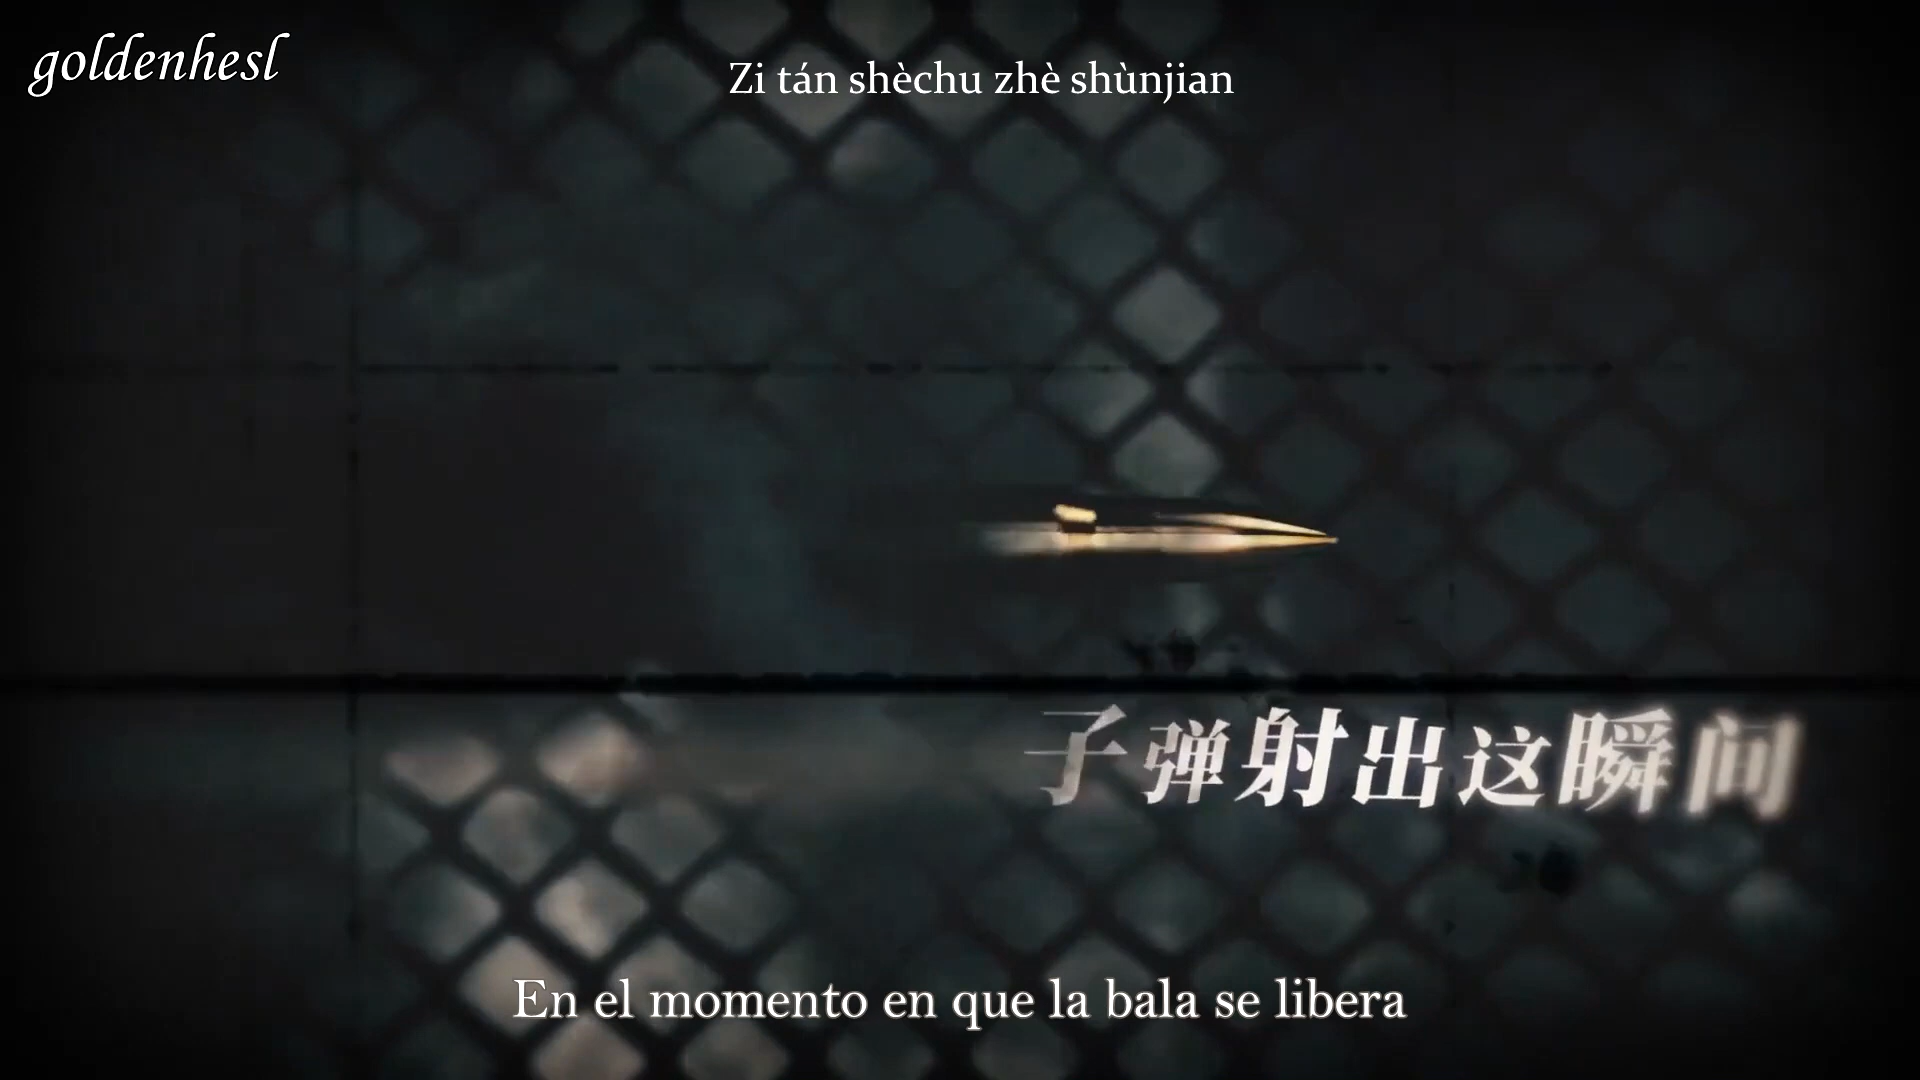 goldenhesl
Zi tán shèchu zhè shùnjian
子弹射出这瞬间
En el momento en que la bala se libera